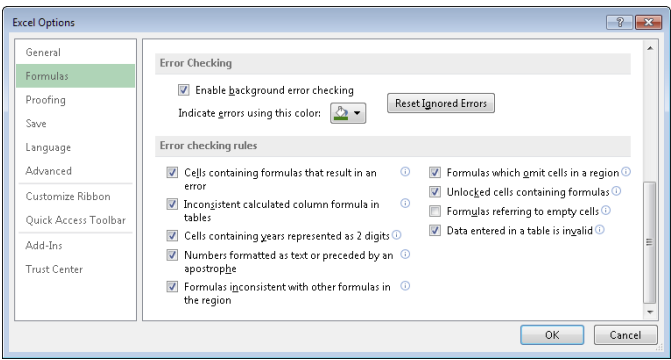 Excel Options
General
Formulas
Proofing
Save
Language
Advanced
Customize Ribbon
Quick Access Toolbar
Add-Ins
Trust Center
Error Checking
Enable background error checking
Indicate errors using this color:
Reset Ignored Errors
Error checking rules
Cells containing formulas that result in an
error
Inconsistent calculated column formula in
tables
Cells containing years represented as 2 digits
Numbers formatted as text or preceded by an
apostrophe
Formulas inconsistent with other formulas in
the region
Formulas which omit cells in a region
Unlocked cells containing formulas
Formulas referring to empty cells
Data entered in a table is invalid
OK
Cancel